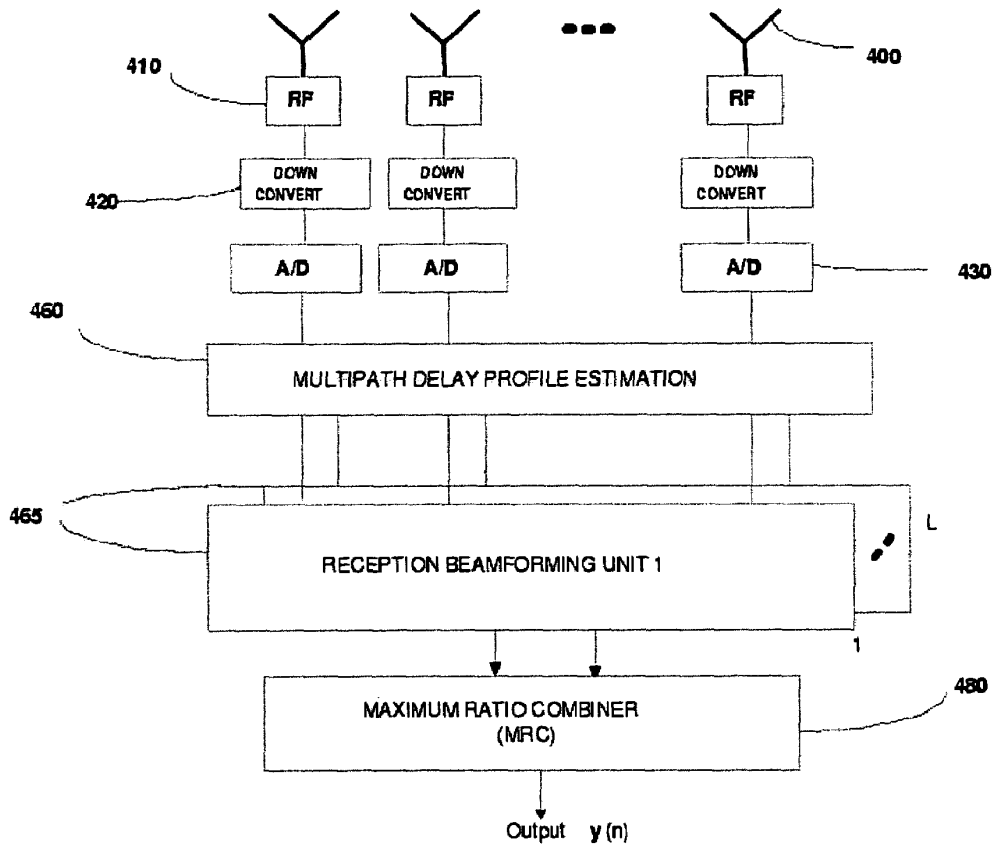 400
410
RF
RF
RF
DOWN
CONVERT
DOWN
CONVERT
DOWN
CONVERT
420
A/D
A/D
A/D
430
460
MULTIPATH DELAY PROFILE ESTIMATION
465
L
RECEPTION BEAMFORMING UNIT 1
1
480
MAXIMUM RATIO COMBINER
(MRC)
Output y(n)